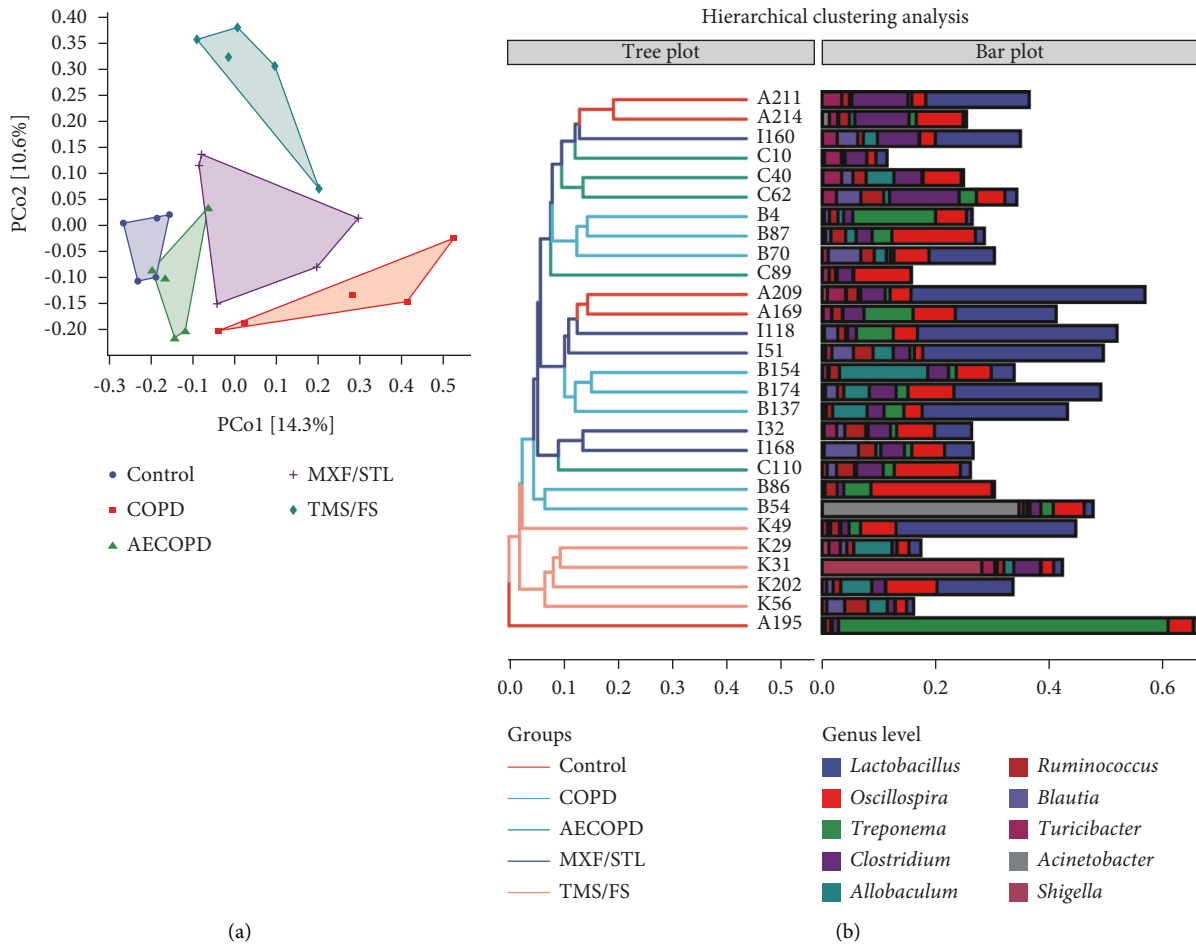 0.40
0.35
0.30
0.25
0.20
0.15
0.10
0.05
0.00
-0.05
-0.10
-0.15
-0.20
PCo2 [10.6%]
-0.3 -0.2 -0.1 0.0 0.1 0.2 0.3 0.4 0.5
PCo1 [14.3%]
Control
COPD
AECOPD
MXF/STL
TMS/FS
(a)
Hierarchical clustering analysis
Tree plot
Bar plot
A211
A214
I160
C10
C40
C62
B4
B87
B70
C89
A209
A169
I118
I51
B154
B174
B137
I32
I168
C110
B86
B54
K49
K29
K31
K202
K56
A195
0.0 0.1 0.2 0.3 0.4 0.5
0.0 0.2 0.4 0.6
Groups
Control
COPD
AECOPD
MXF/STL
TMS/FS
Genus level
Lactobacillus
Oscillospira
Treponema
Clostridium
Allobaculum
Ruminococcus
Blautia
Turicibacter
Acinetobacter
Shigella
(b)